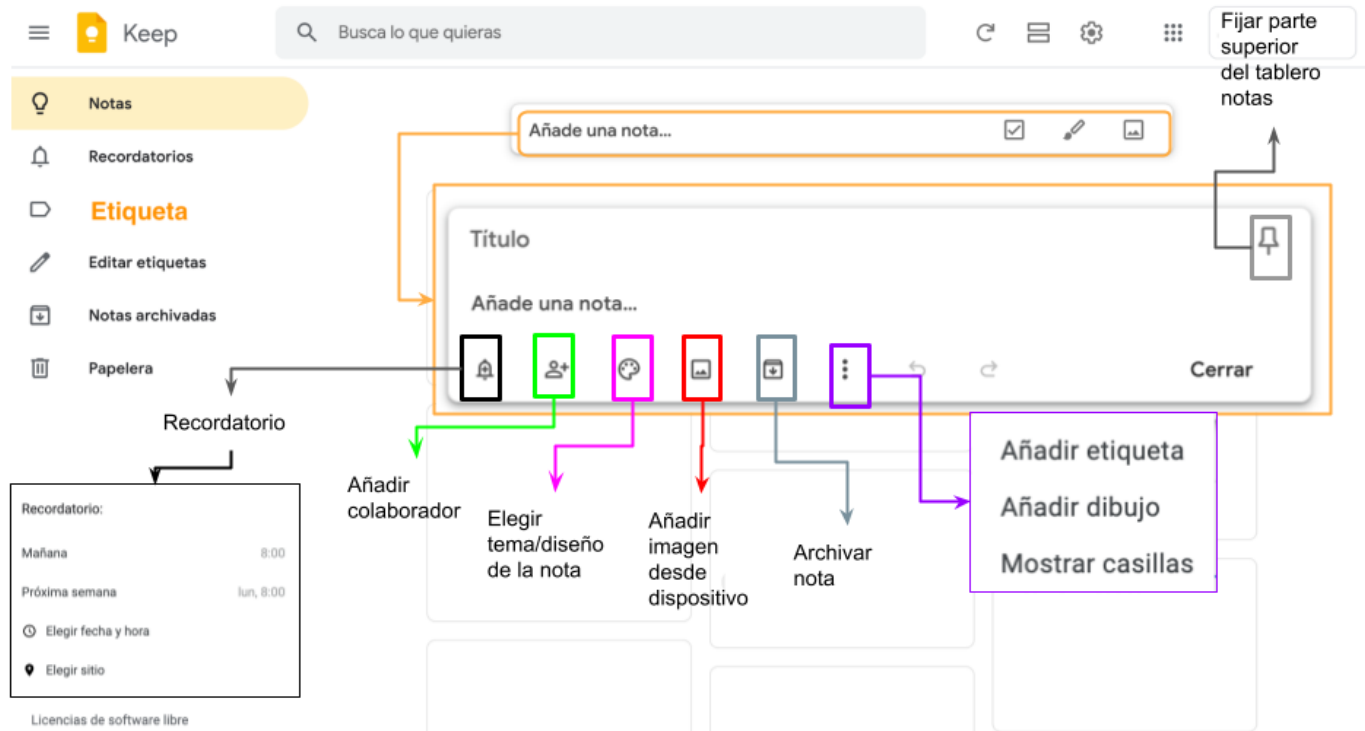 Keep
Busca lo que quieras
Fijar parte
superior
del tablero
notas
Notas
Recordatorios
Etiqueta
Editar etiquetas
Notas archivadas
Papelera
Añade una nota...
Título
Añade una nota...
Cerrar
Recordatorio
Añadir
colaborador
Elegir
tema/diseño
de la nota
Añadir
imagen
desde
dispositivo
Archivar
nota
Añadir etiqueta
Añadir dibujo
Mostrar casillas
Recordatorio:
Mañana 8:00
Próxima semana lun, 8:00
Elegir fecha y hora
Elegir sitio
Licencias de software libre